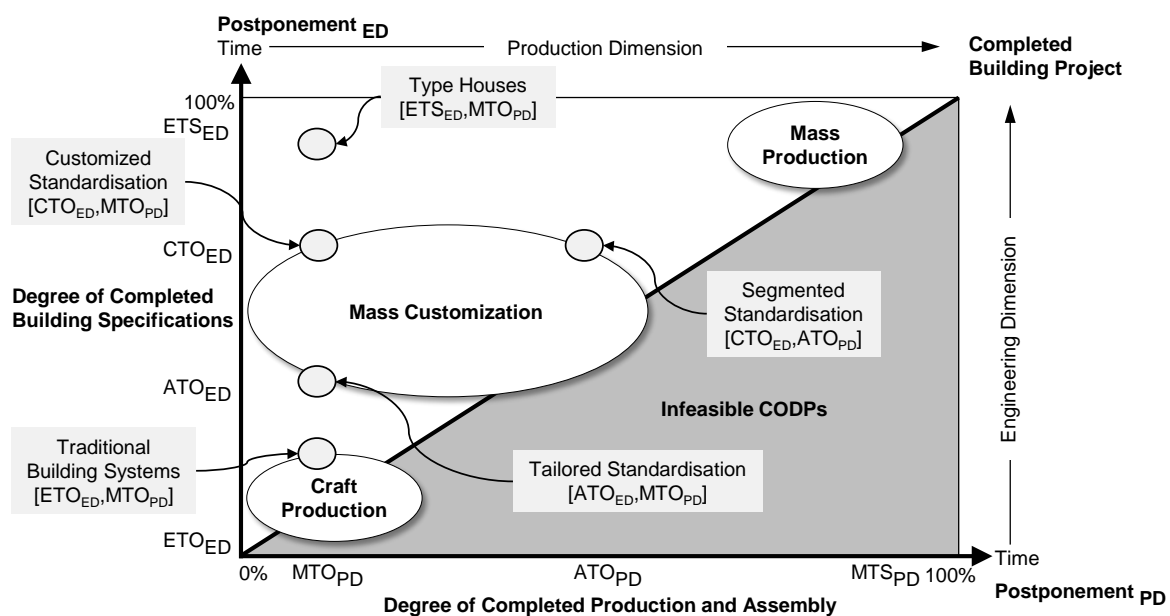 Postponement ED
Time
Production Dimension
Completed
Building Project
100%
ETSED
Type Houses
[ETSED,MTOPD]
Mass
Production
Customized
Standardisation
[CTOED,MTOPD]
CTOED
Degree of Completed
Building Specifications
Mass Customization
Segmented
Standardisation
[CTOED,ATOPD]
Engineering Dimension
ATOED
Infeasible CODPs
Traditional
Building Systems
[ETOED,MTOPD]
Craft
Production
Tailored Standardisation
[ATOED,MTOPD]
ETOED
0%
MTOPD
ATOPD
MTSPD
100%
Time
Postponement PD
Degree of Completed Production and Assembly